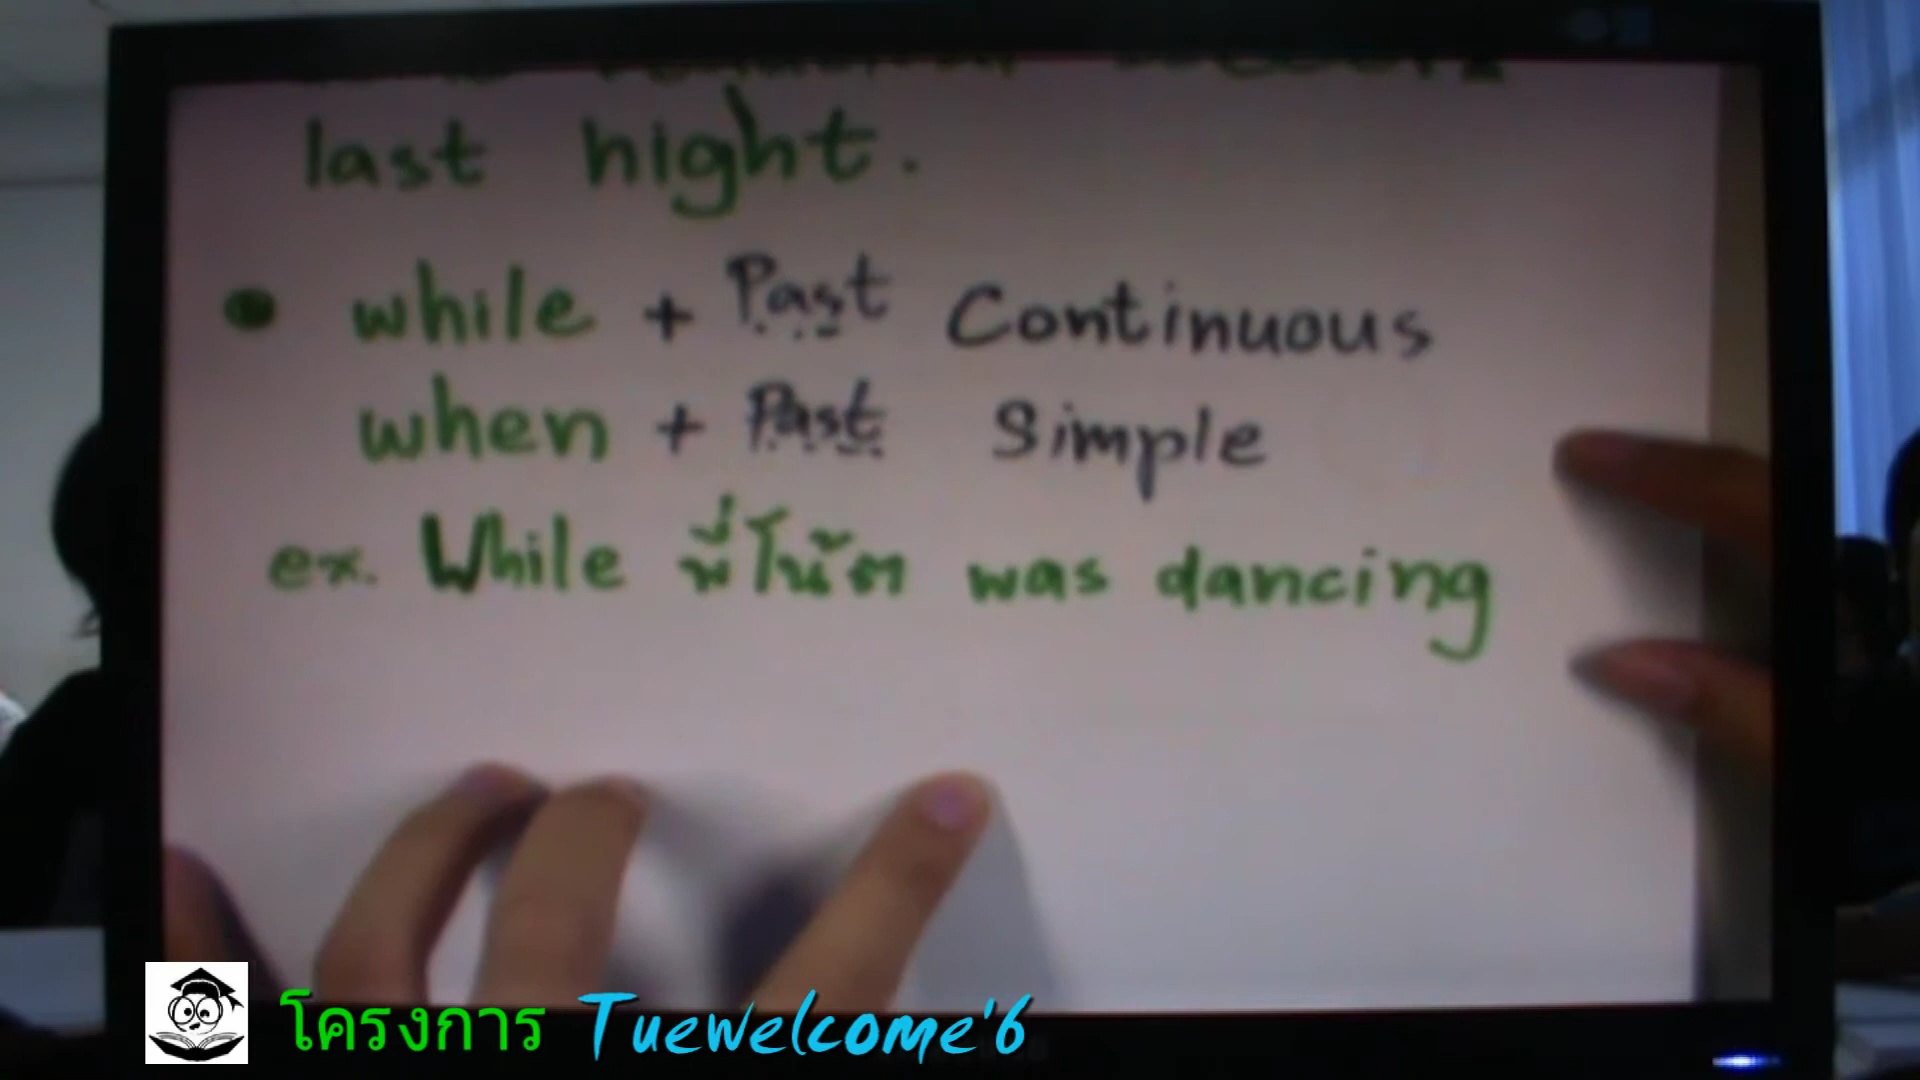 last night.
• while + Past Continuous
when + Past Simple
ex. While พี่โน้ต was dancing
โครงการ Tuewelcome'6